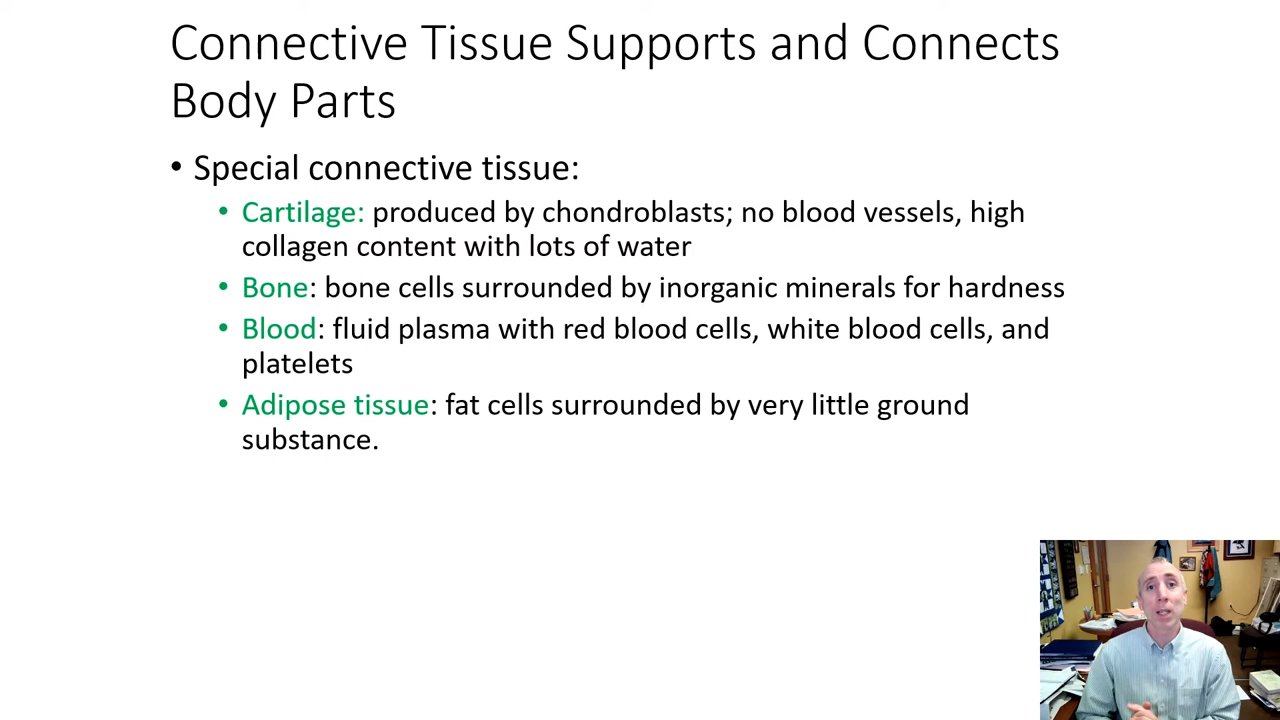 Connective Tissue Supports and Connects
Body Parts
• Special connective tissue:
• Cartilage: produced by chondroblasts; no blood vessels, high
collagen content with lots of water
• Bone: bone cells surrounded by inorganic minerals for hardness
• Blood: fluid plasma with red blood cells, white blood cells, and
platelets
• Adipose tissue: fat cells surrounded by very little ground
substance.